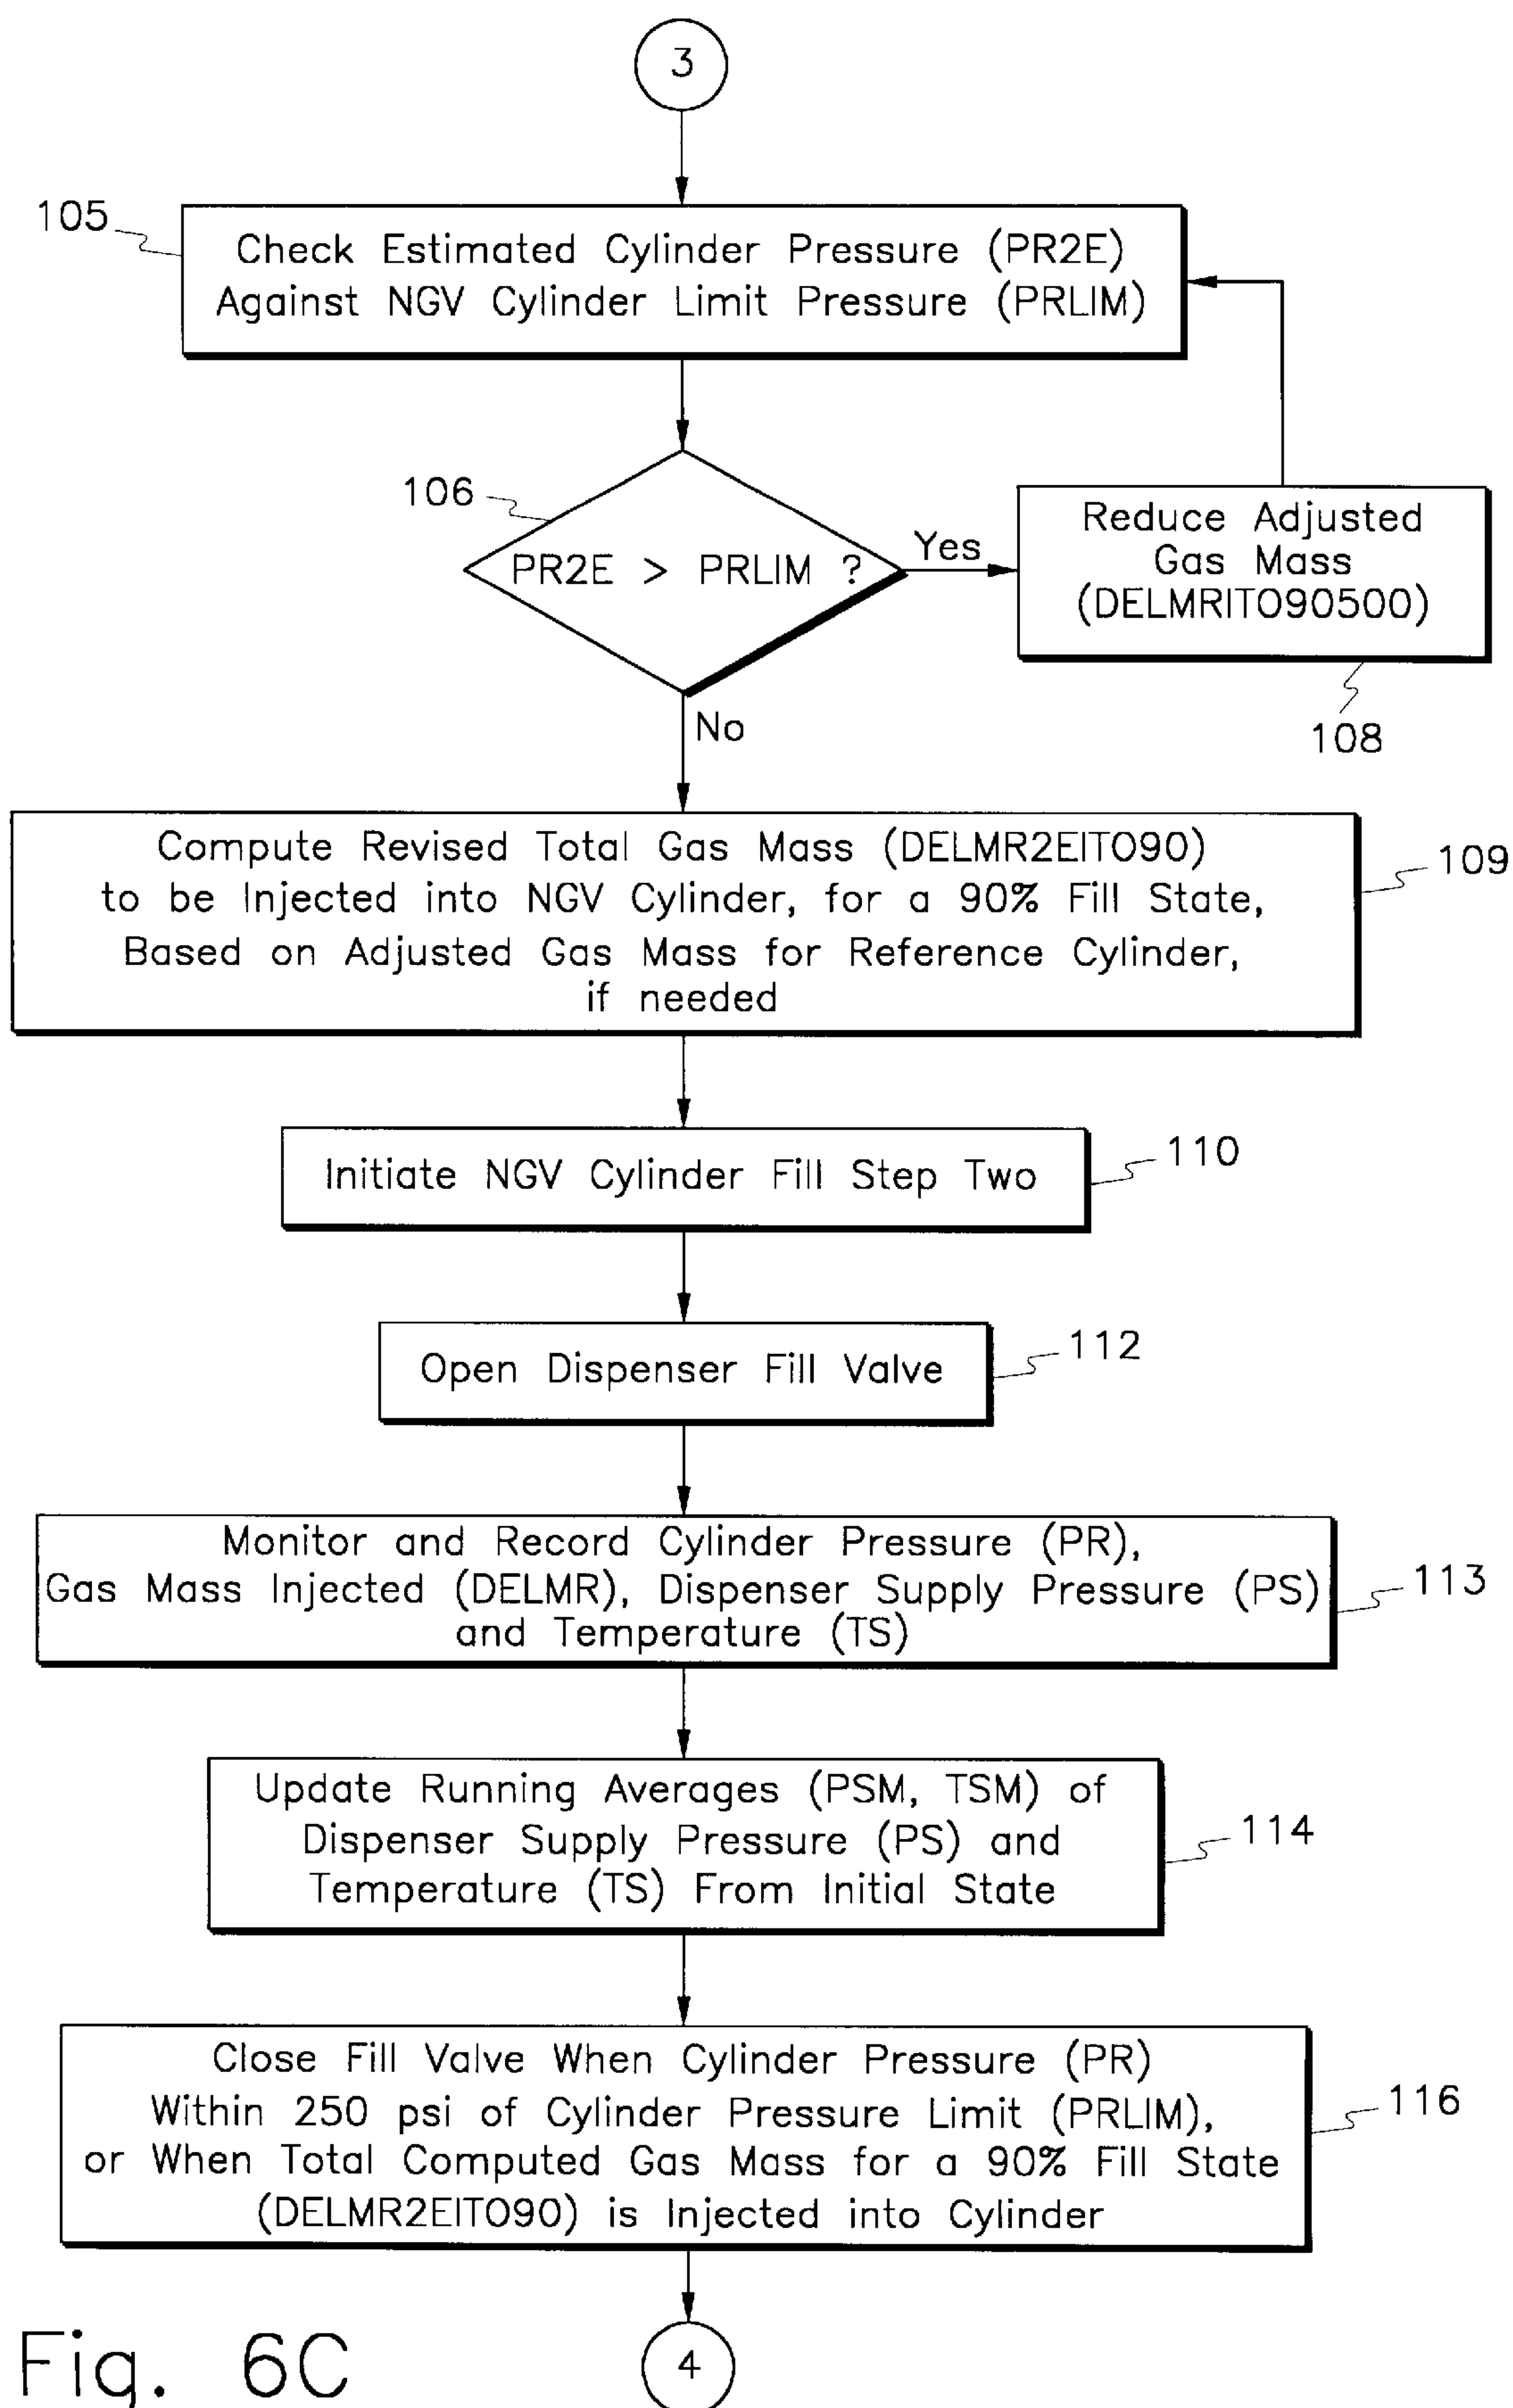 3
105
Check Estimated Cylinder Pressure (PR2E)
Against NGV Cylinder Limit Pressure (PRLIM)
106
PR2E > PRLIM ?
Yes
Reduce Adjusted
Gas Mass
(DELMRITO90500)
108
No
Compute Revised Total Gas Mass (DELMR2EITO90)
to be Injected into NGV Cylinder, for a 90% Fill State,
Based on Adjusted Gas Mass for Reference Cylinder,
if needed
109
Initiate NGV Cylinder Fill Step Two
110
Open Dispenser Fill Valve
112
Monitor and Record Cylinder Pressure (PR),
Gas Mass Injected (DELMR), Dispenser Supply Pressure (PS)
and Temperature (TS)
113
Update Running Averages (PSM, TSM) of
Dispenser Supply Pressure (PS) and
Temperature (TS) From Initial State
114
Close Fill Valve When Cylinder Pressure (PR)
Within 250 psi of Cylinder Pressure Limit (PRLIM),
or When Total Computed Gas Mass for a 90% Fill State
(DELMR2EITO90) is Injected into Cylinder
116
4
Fig. 6C